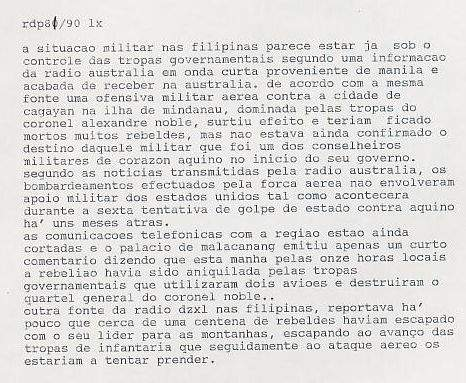 rdp80/90 lx
a situacao militar nas filipinas parece estar ja  sob o
controle das tropas governamentais segundo uma informacao
da radio australia em onda curta proveniente de manila e
acabada de receber na australia. de acordo com a mesma
fonte uma ofensiva militar aerea contra a cidade de
cagayan na ilha de mindanau, dominada pelas tropas do
coronel alexandre noble, surtiu efeito e teriam  ficado
mortos muitos rebeldes, mas nao estava ainda confirmado o
destino daquele militar que foi um dos conselheiros
militares de corazon aquino no inicio do seu governo.
segundo as noticias transmitidas pela radio australia, os
bombardeamentos efectuados pela forca aerea nao envolveram
apoio militar dos estados unidos tal como acontecera
durante a sexta tentativa de golpe de estado contra aquino
ha' uns meses atras.
as comunicacoes telefonicas com a regiao estao ainda
cortadas e o palacio de malacanang emitiu apenas um curto
comentario dizendo que esta manha pelas onze horas locais
a rebeliao havia sido aniquilada pelas tropas
governamentais que utilizaram dois avioes e destruiram o
quartel general do coronel noble..
outra fonte da radio dzxl nas filipinas, reportava ha'
pouco que cerca de uma centena de rebeldes haviam escapado
com o seu lider para as montanhas, escapando ao avanço das
tropas de infantaria que seguidamente ao ataque aereo os
estariam a tentar prender.